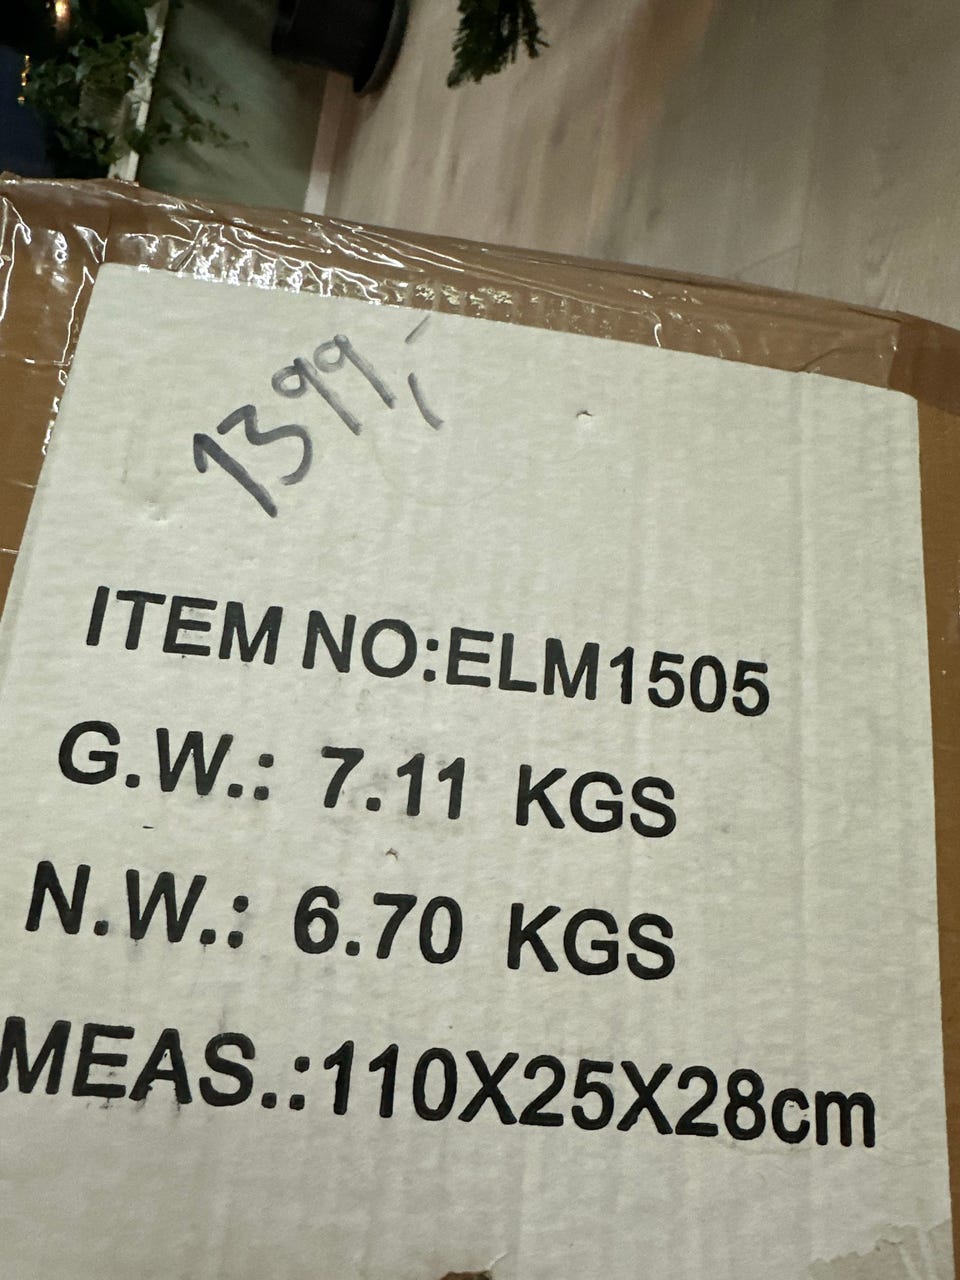 1399,-
ITEM NO:ELM1505
G.W.: 7.11 KGS
N.W.: 6.70 KGS
MEAS.:110X25X28cm